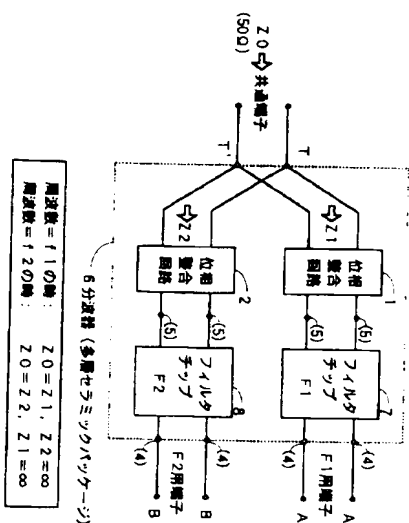 Z0⇨共通端子
(50Ω)
T
T'
⇨Z1
⇨Z2
位相
整合
回路
1
位相
整合
回路
2
(5)
(5)
(5)
(5)
フィルタ
チップ
F1
7
フィルタ
チップ
F2
8
(4)
(4)
(4)
(4)
A
F1用端子
A
B
F2用端子
B
6分波器(多層セラミックパッケージ)
周波数=f1の時: Z0=Z1, Z2=∞
周波数=f2の時: Z0=Z2, Z1=∞